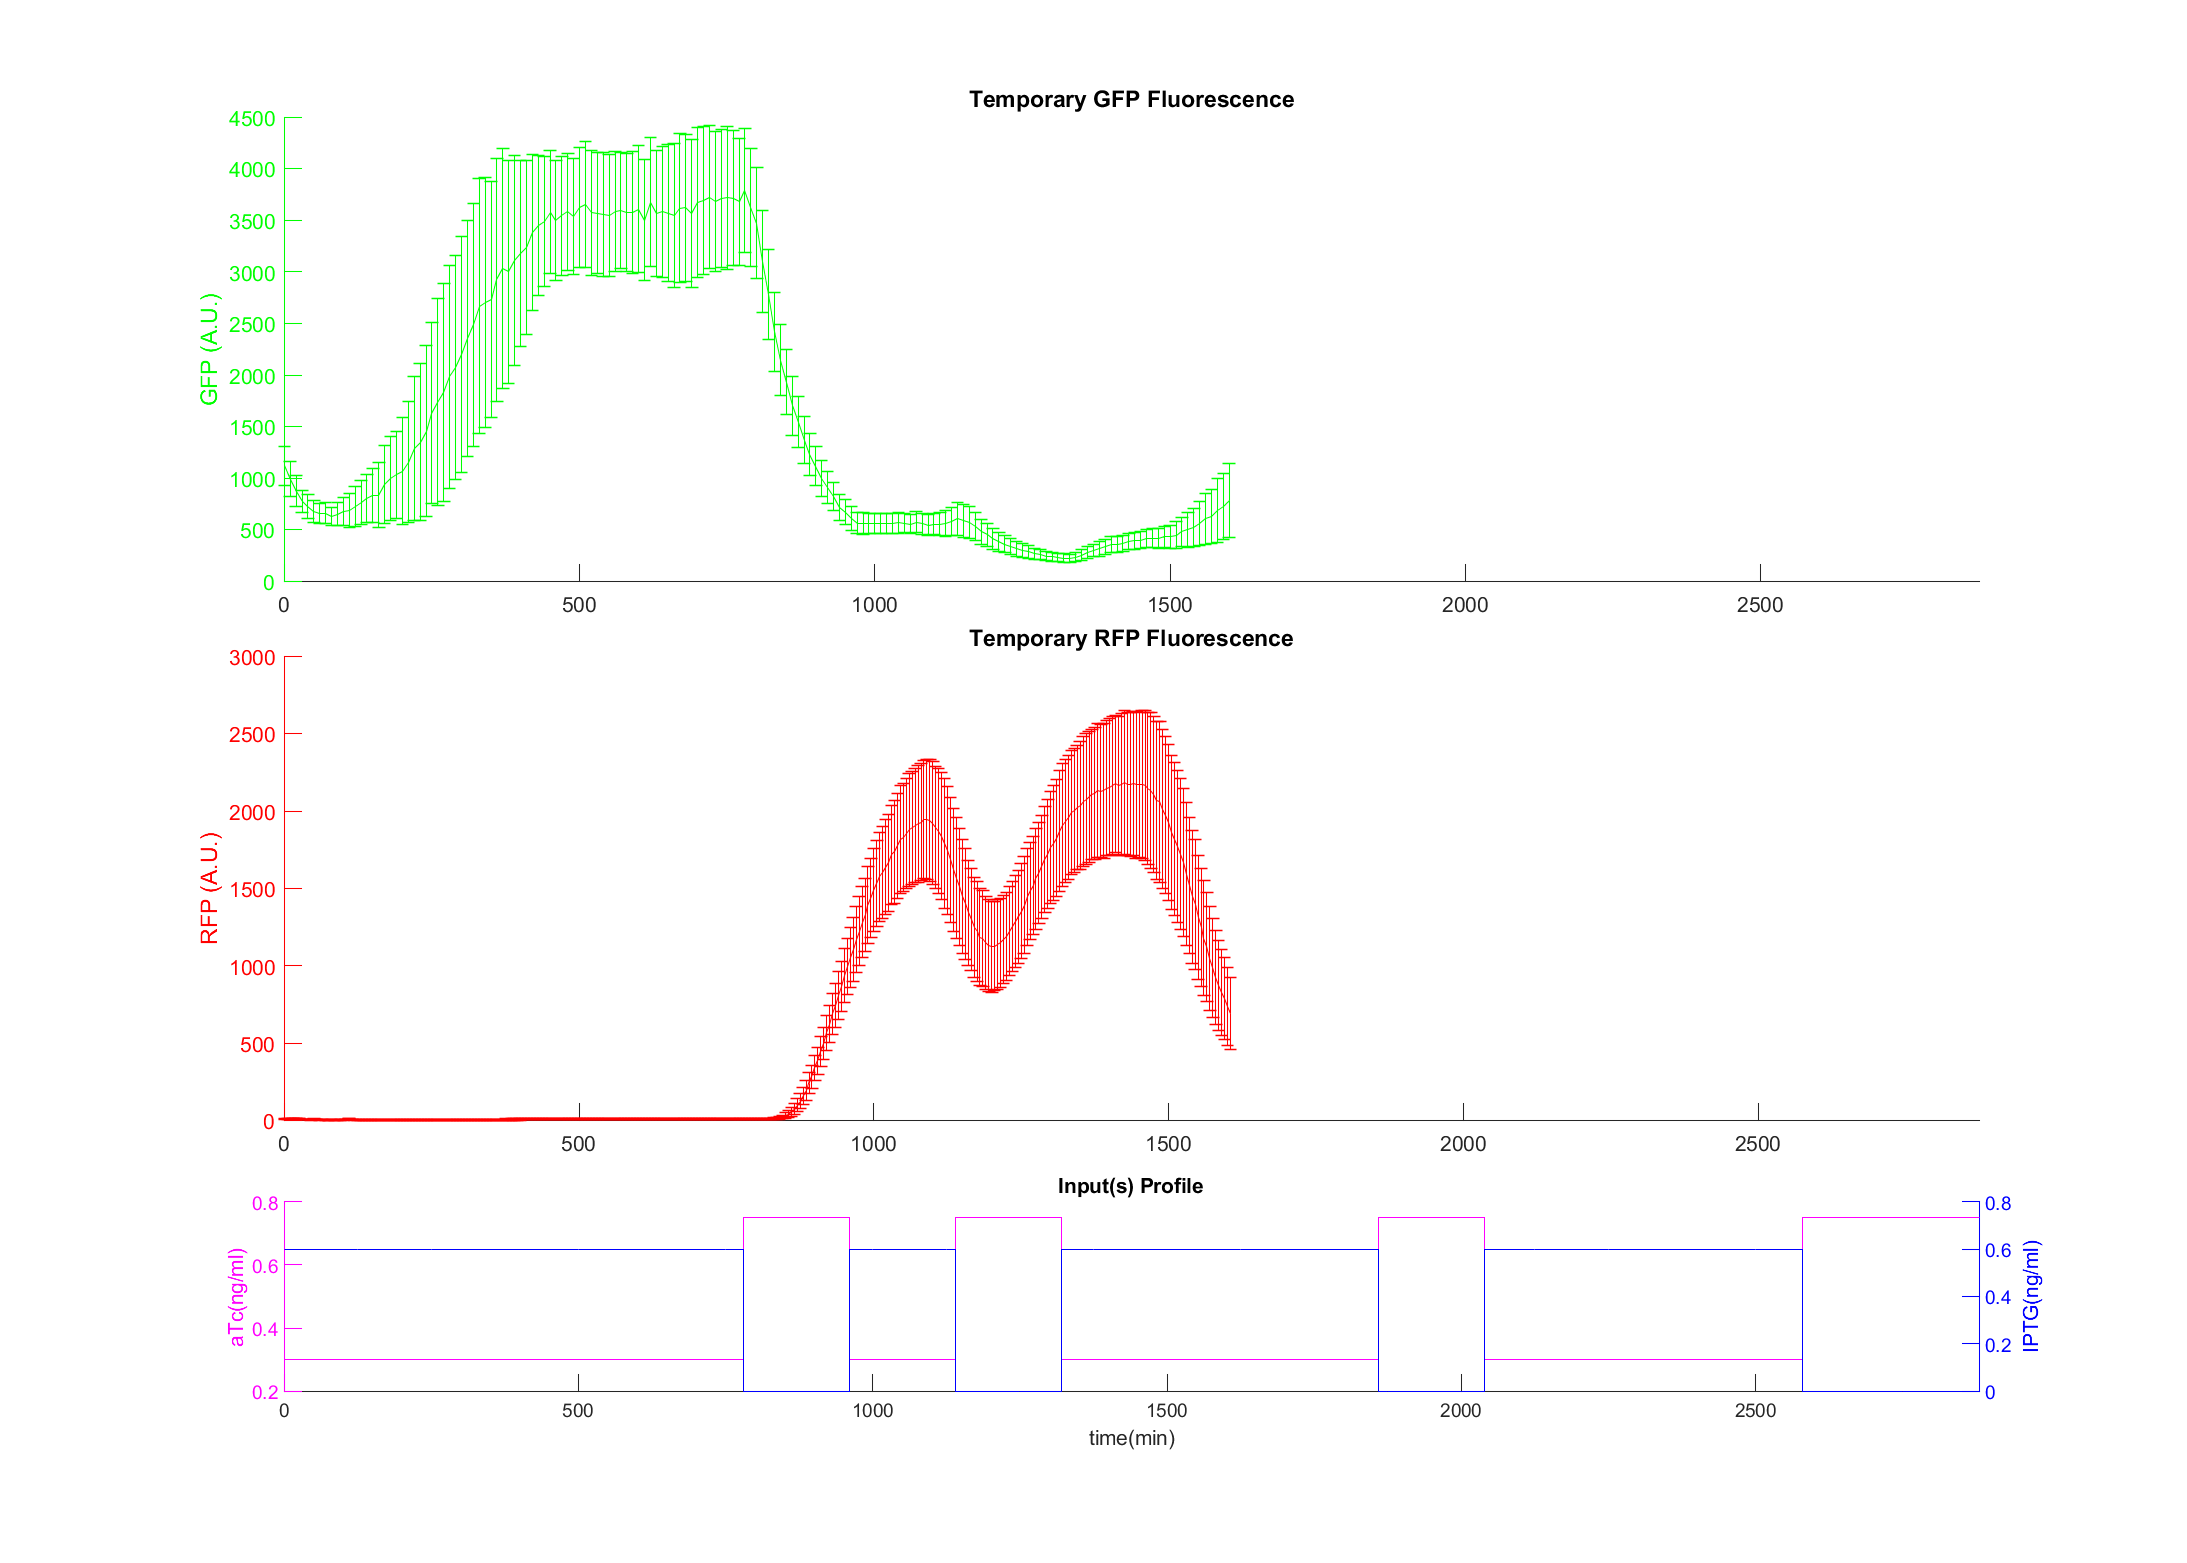 Temporary GFP Fluorescence
4500
4000
3500
3000
2500
2000
1500
1000
500
0
GFP (A.U.)
0 500 1000 1500 2000 2500
Temporary RFP Fluorescence
3000
2500
2000
1500
1000
500
0
RFP (A.U.)
0 500 1000 1500 2000 2500
Input(s) Profile
0.8
0.6
0.4
0.2
aTc(ng/ml)
0.8
0.6
0.4
0.2
0
IPTG(ng/ml)
0 500 1000 1500 2000 2500
time(min)